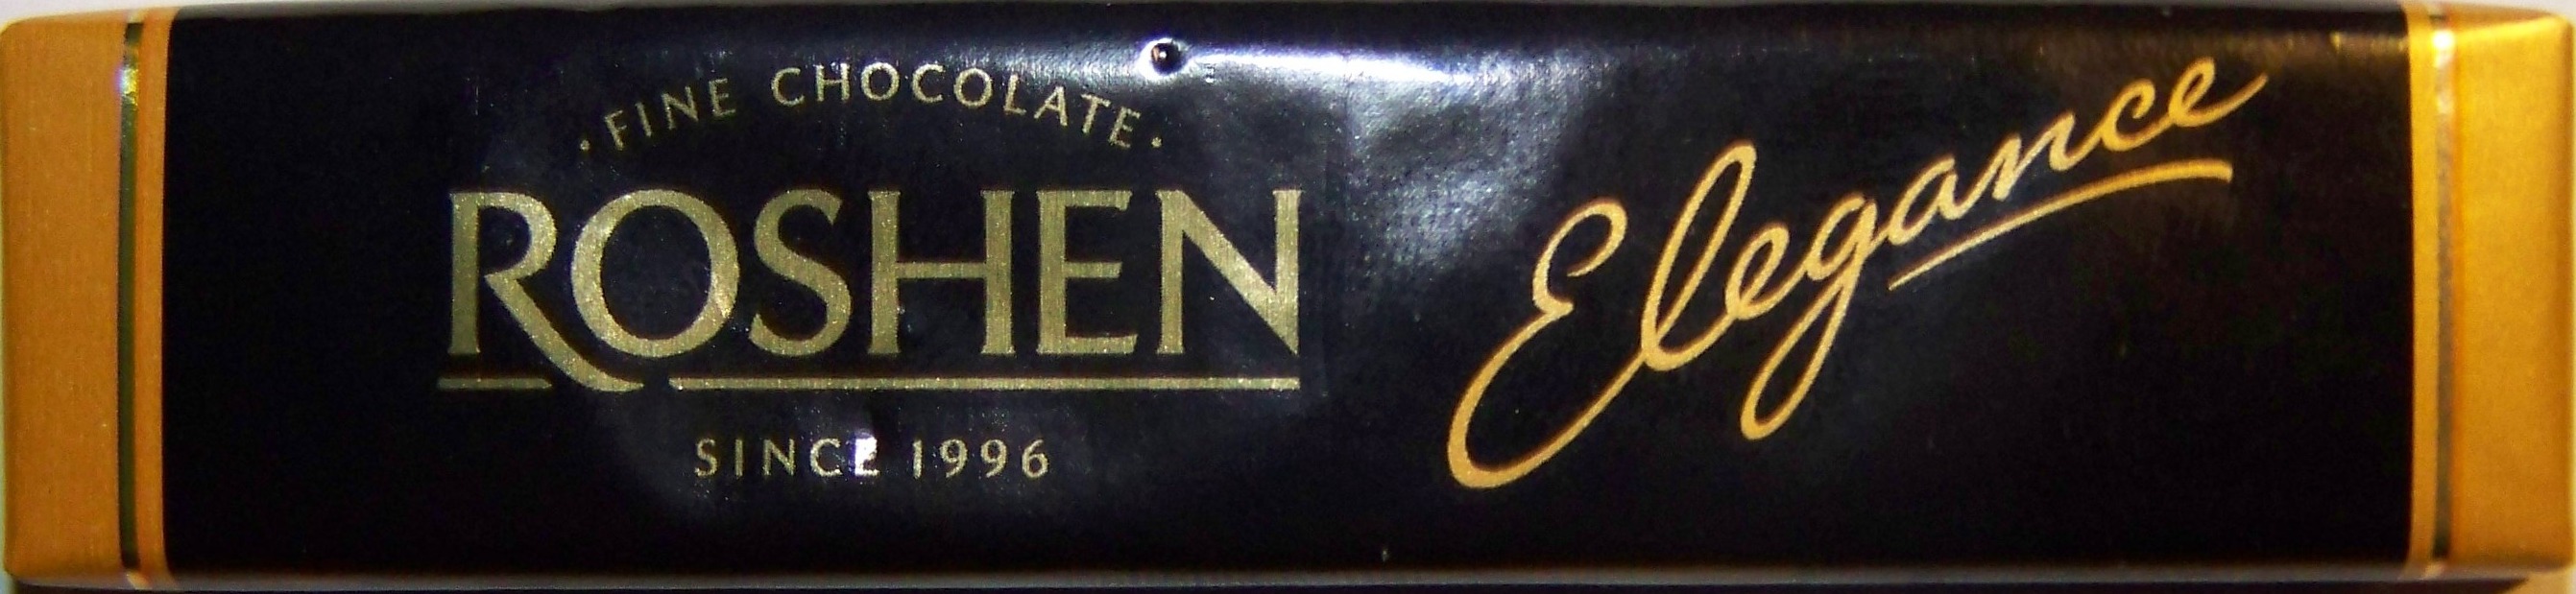 · FINE CHOCOLATE ·
ROSHEN
SINCE 1996
Elegance